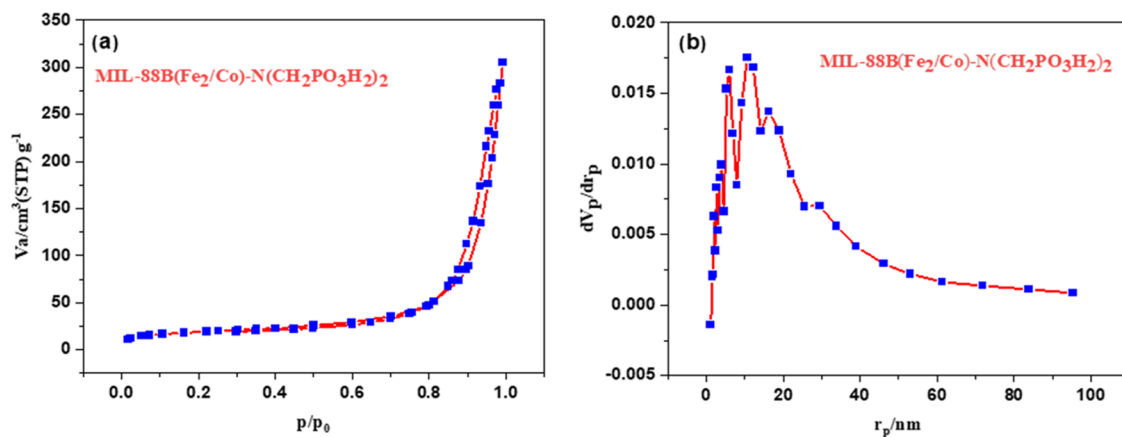 (a)
MIL-88B(Fe2/Co)-N(CH2PO3H2)2
Va/cm3(STP) g-1
350
300
250
200
150
100
50
0
0.0 0.2 0.4 0.6 0.8 1.0
p/p0
(b)
MIL-88B(Fe2/Co)-N(CH2PO3H2)2
dVp/drp
0.020
0.015
0.010
0.005
0.000
-0.005
0 20 40 60 80 100
rp/nm